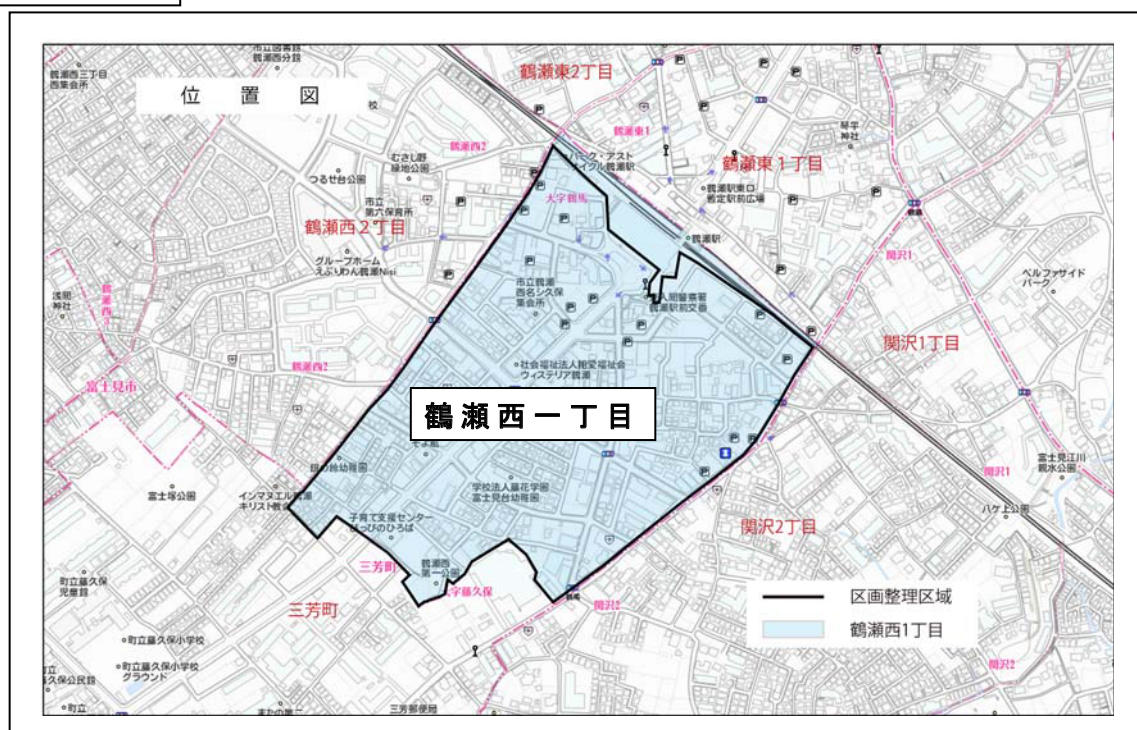 市立図書館
鶴瀬西分館
鶴瀬西三丁目
西集会所
位置図
校
鶴瀬東2丁目
鶴瀬東1
鶴瀬西2
パーク・アスト
サイクル鶴瀬駅
琴平
神社
鶴瀬東1丁目
むさし野
緑地公園
つるせ台公園
大字鶴馬
鶴瀬駅東口
暫定駅前広場
市立
第六保育所
鶴瀬西2丁目
鶴瀬駅
関沢1
グループホーム
えぶりわん鶴瀬Nisi
ベルファサイド
パーク
市立鶴瀬
西名シ久保
集会所
入間警察署
鶴瀬駅前交番
浅間
神社
鶴瀬西3
関沢1丁目
鶴瀬西2
社会福祉法人相愛福祉会
ウィステリア鶴瀬
富士見市
鶴瀬西一丁目
銀の鈴幼稚園
富士見江川
親水公園
関沢1
富士塚公園
インマヌエル鶴瀬
キリスト教会
学校法人藤花学園
富士見台幼稚園
八ケ上公園
子育て支援センター
はっぴのひろば
関沢2丁目
三芳町
鶴瀬西
第一公園
大字藤久保
関沢2
町立藤久保
児童館
三芳町
区画整理区域
鶴瀬西1丁目
町立藤久保小学校
町立藤久保小学校
グラウンド
関沢2
町立
三芳郵便局